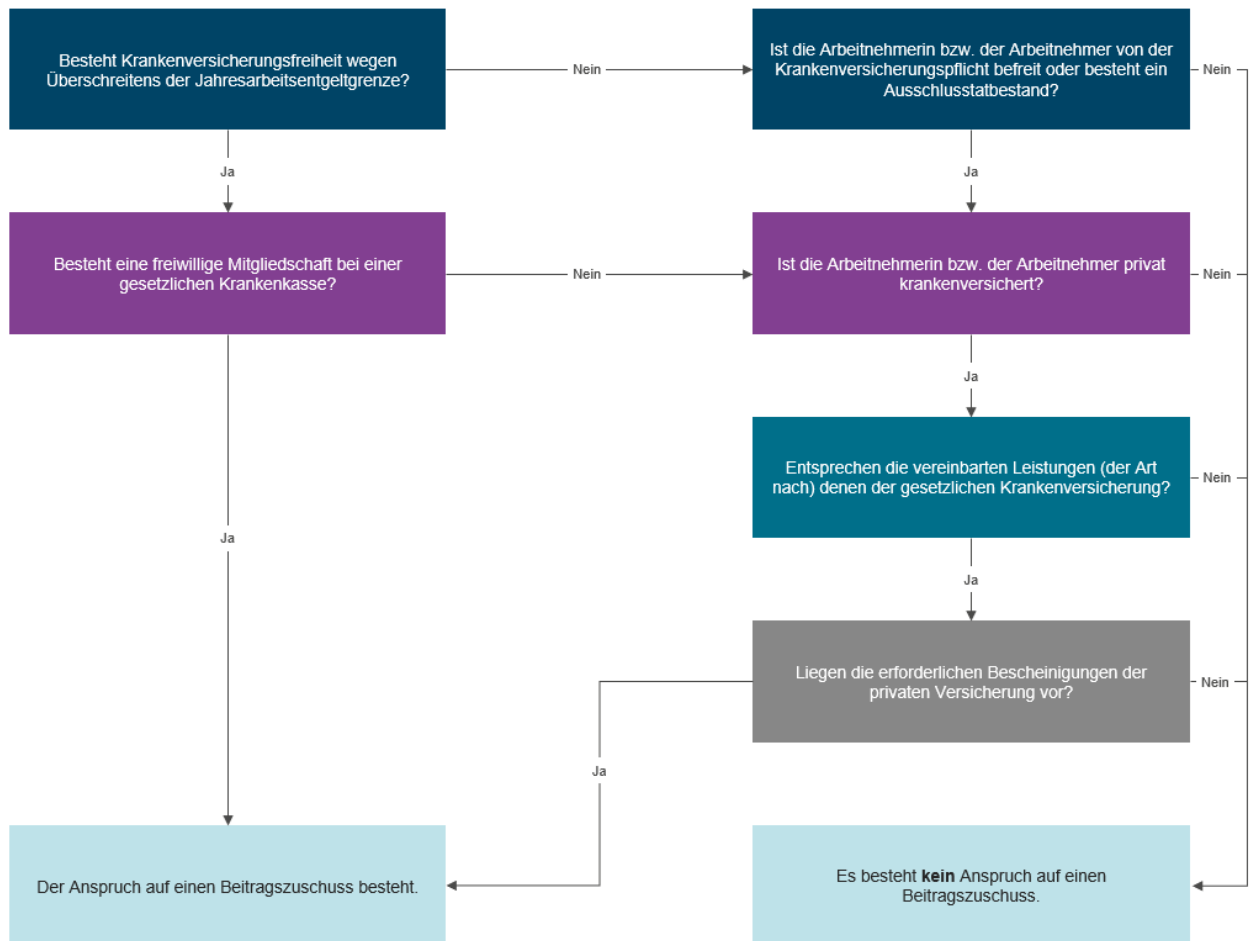 Besteht Krankenversicherungsfreiheit wegen
Überschreitens der Jahresarbeitsentgeltgrenze?
Nein
Ist die Arbeitnehmerin bzw. der Arbeitnehmer von der
Krankenversicherungspflicht befreit oder besteht ein
Ausschlusstatbestand?
Nein
Ja
Ja
Besteht eine freiwillige Mitgliedschaft bei einer
gesetzlichen Krankenkasse?
Nein
Ist die Arbeitnehmerin bzw. der Arbeitnehmer privat
krankenversichert?
Nein
Ja
Entsprechen die vereinbarten Leistungen (der Art
nach) denen der gesetzlichen Krankenversicherung?
Nein
Ja
Ja
Liegen die erforderlichen Bescheinigungen der
privaten Versicherung vor?
Nein
Ja
Der Anspruch auf einen Beitragszuschuss besteht.
Es besteht kein Anspruch auf einen
Beitragszuschuss.